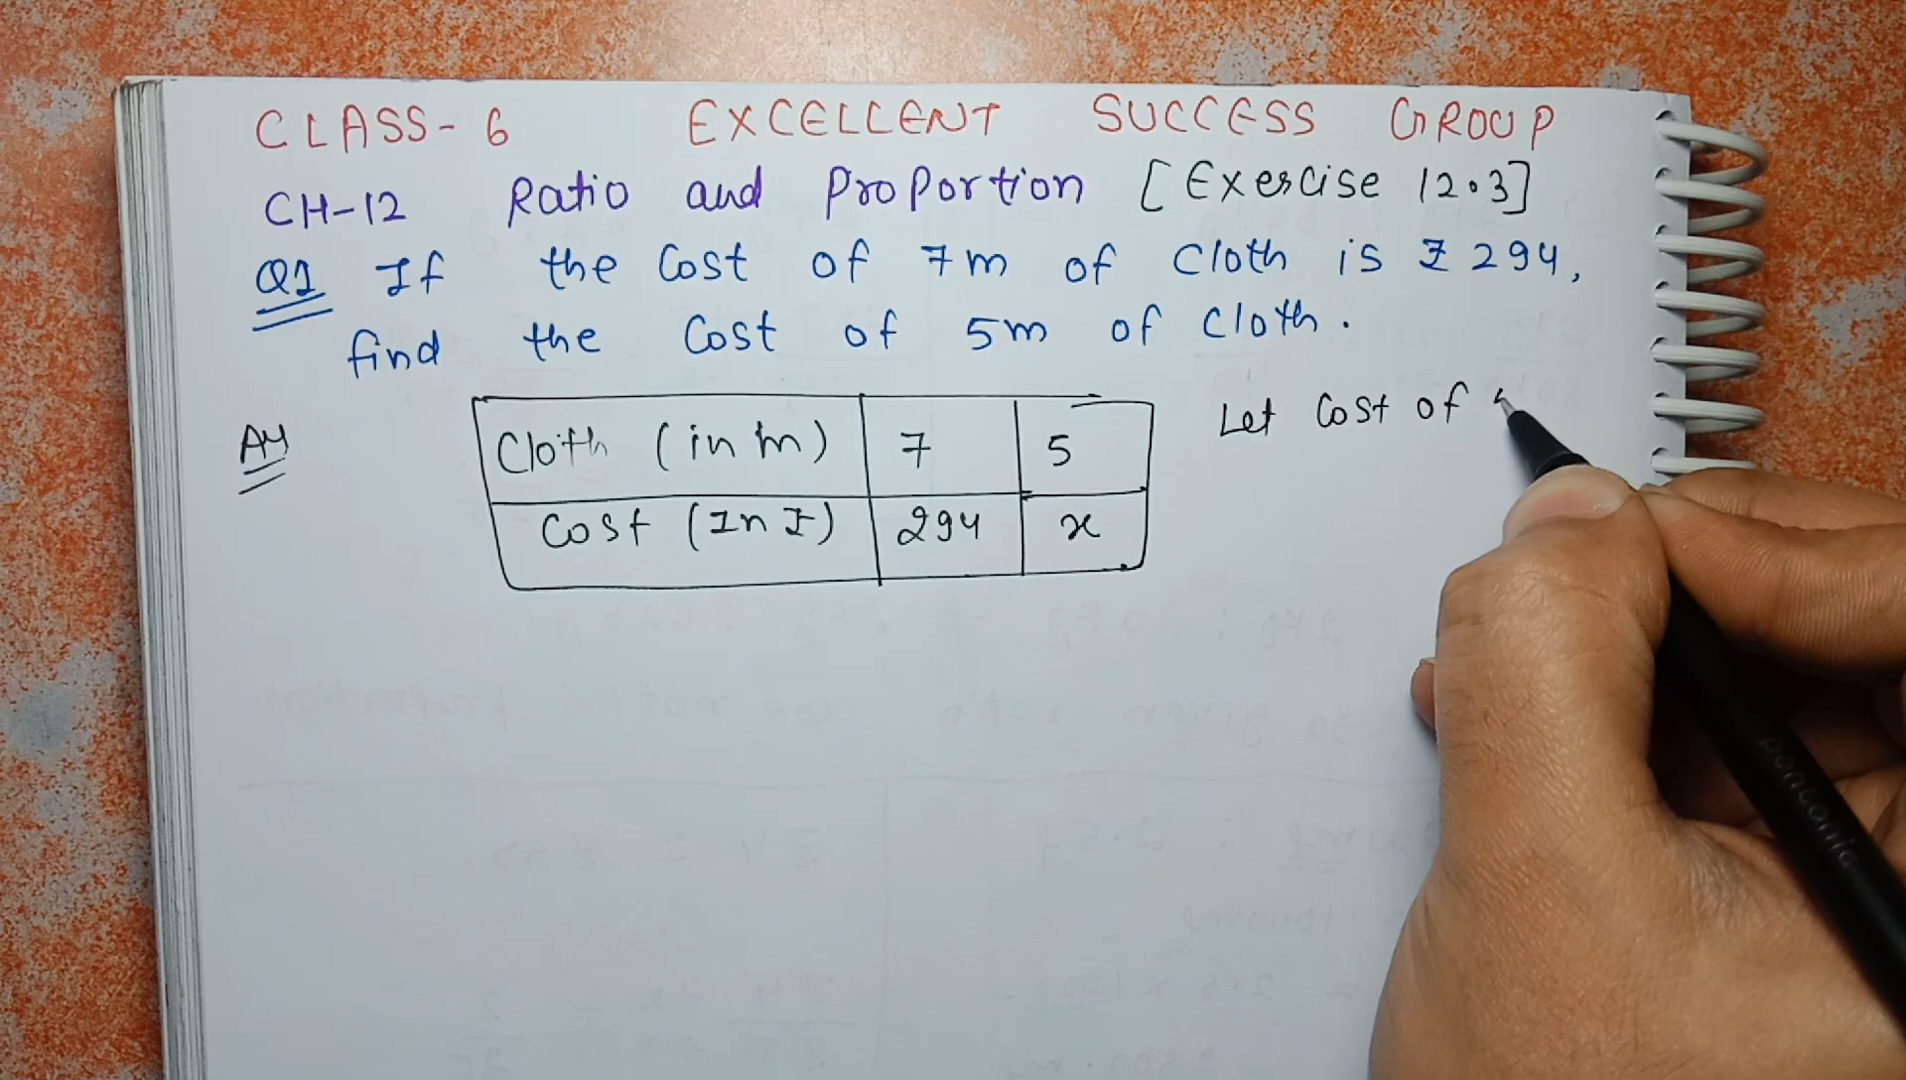 CLASS-6 EXCELLENT SUCCESS GROUP
CH-12 Ratio and Proportion [Exercise 12.3]
Q1 If the Cost of 7m of Cloth is ₹ 294,
find the Cost of 5m of Cloth.
Let Cost of
Cloth (in m) 7 5
Cost (In ₹) 294 x
Panconic